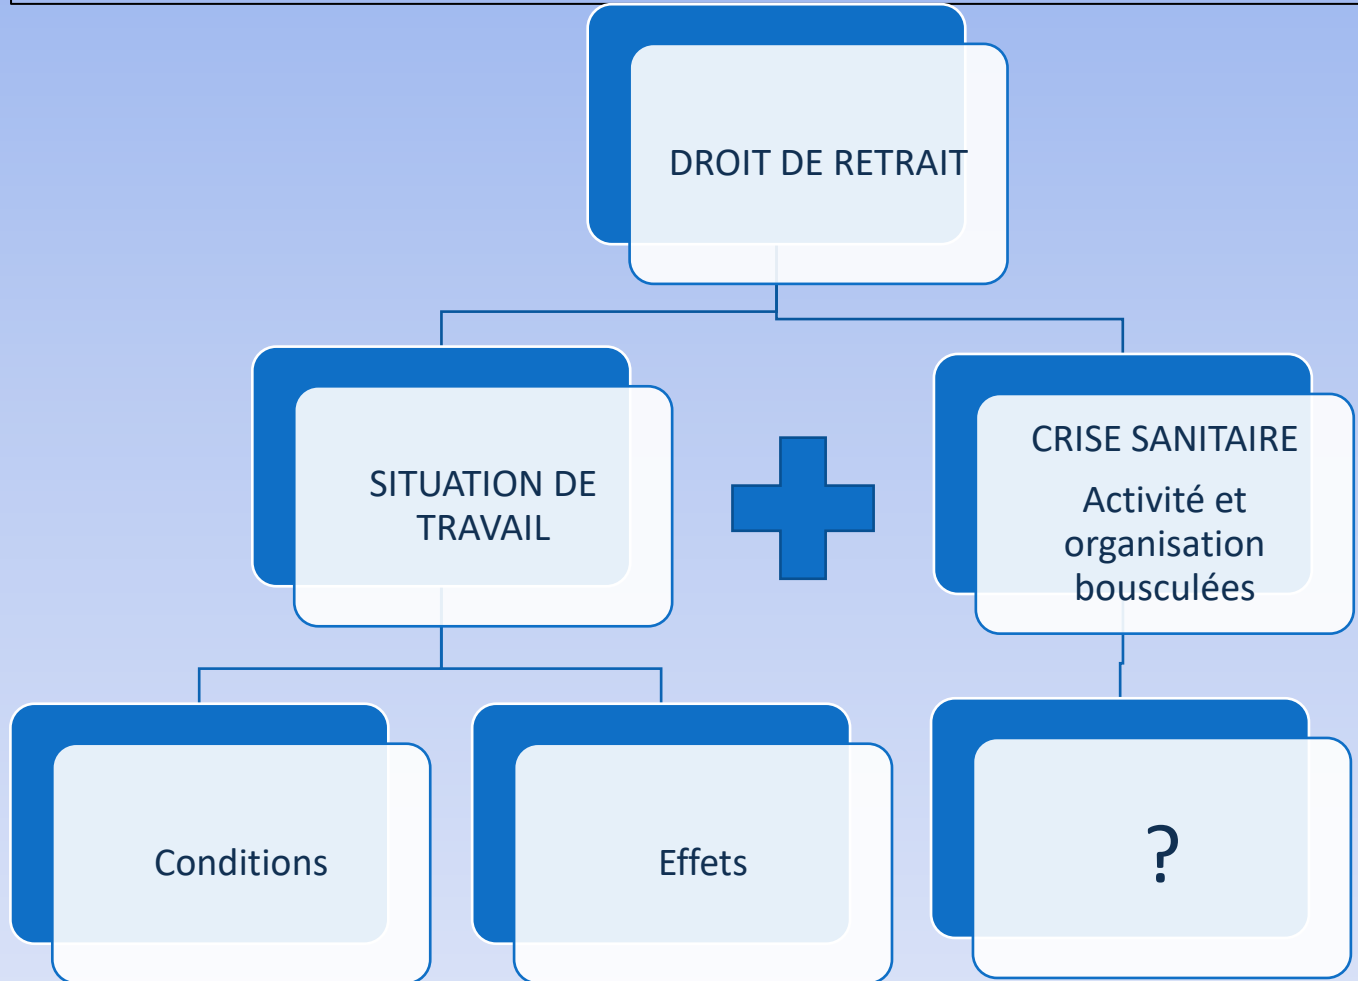 DROIT DE RETRAIT
SITUATION DE
TRAVAIL
CRISE SANITAIRE
Activité et
organisation
bousculées
Conditions
Effets
?